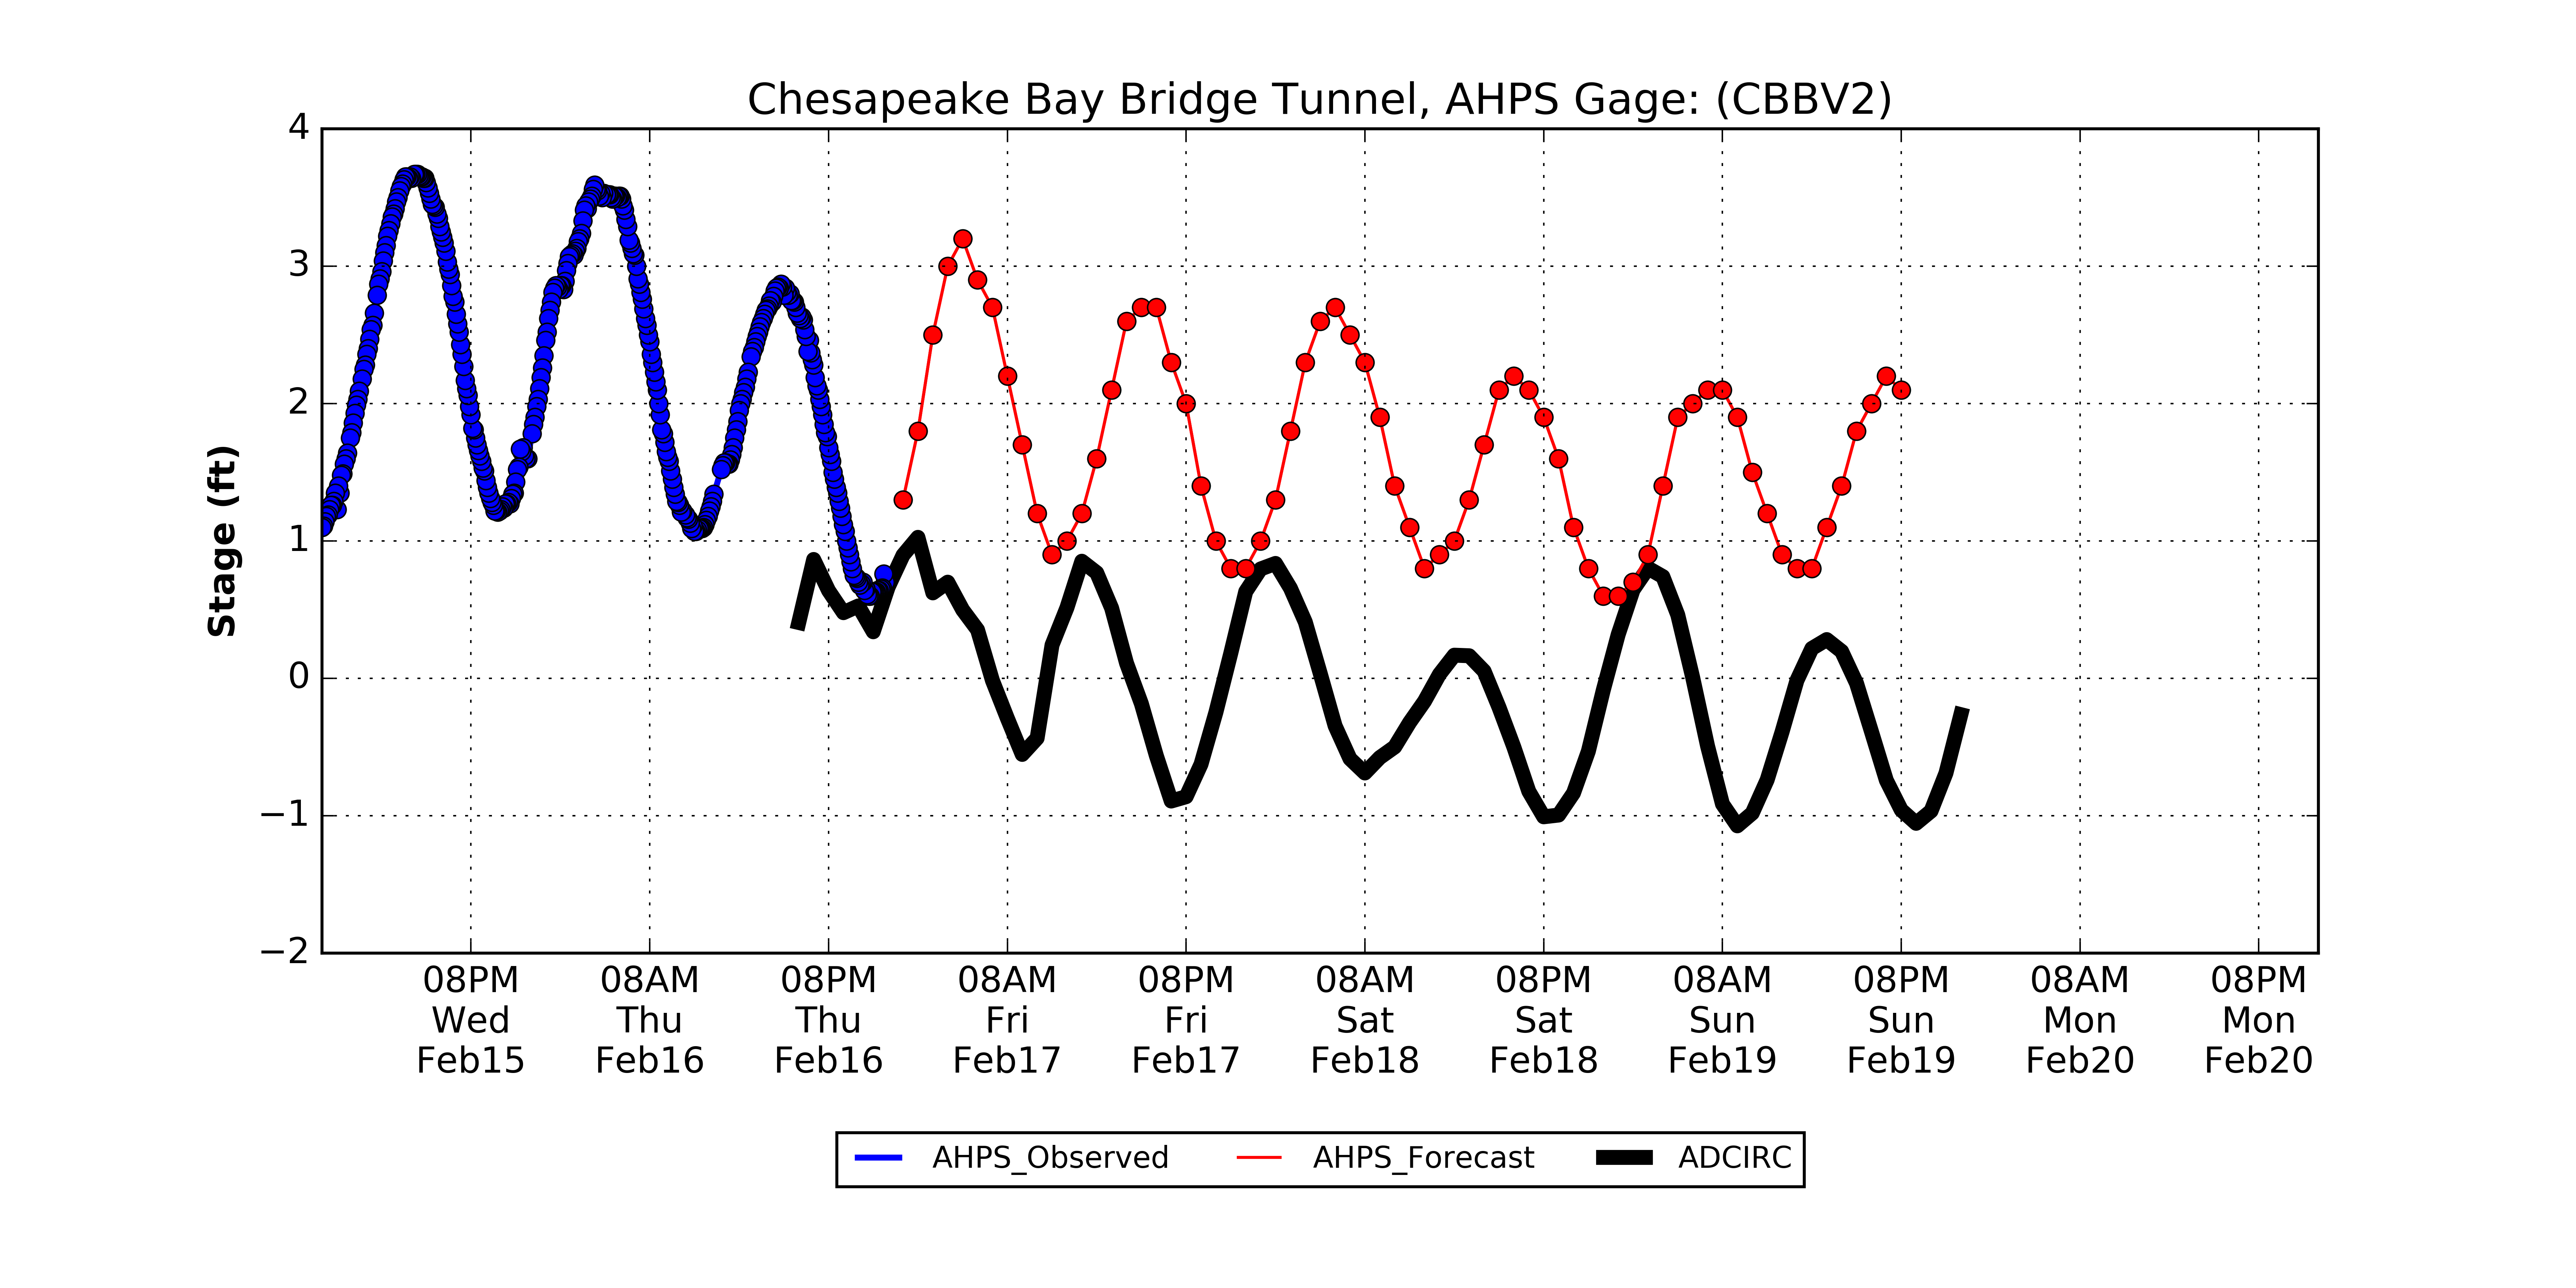 Chesapeake Bay Bridge Tunnel, AHPS Gage: (CBBV2)
4
3
2
1
0
−1
−2
Stage (ft)
08PM 08AM 08PM 08AM 08PM 08AM 08PM 08AM 08PM 08AM 08PM
Wed Thu Thu Fri Fri Sat Sat Sun Sun Mon Mon
Feb15 Feb16 Feb16 Feb17 Feb17 Feb18 Feb18 Feb19 Feb19 Feb20 Feb20
AHPS_Observed AHPS_Forecast ADCIRC